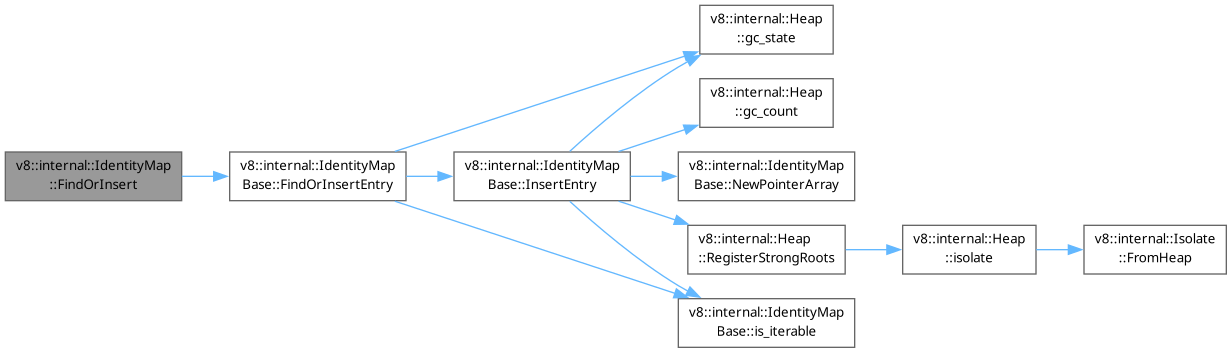 v8::internal::IdentityMap
::FindOrInsert
v8::internal::IdentityMap
Base::FindOrInsertEntry
v8::internal::IdentityMap
Base::InsertEntry
v8::internal::Heap
::gc_state
v8::internal::Heap
::gc_count
v8::internal::IdentityMap
Base::NewPointerArray
v8::internal::Heap
::RegisterStrongRoots
v8::internal::IdentityMap
Base::is_iterable
v8::internal::Heap
::isolate
v8::internal::Isolate
::FromHeap